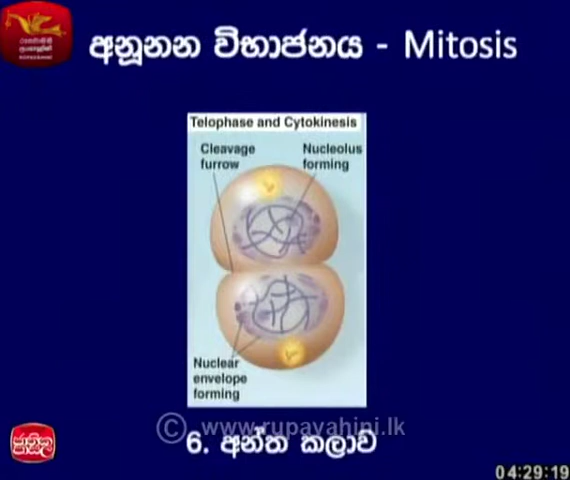 අනූනන විභාජනය - Mitosis
Telophase and Cytokinesis
Cleavage
furrow
Nucleolus
forming
Nuclear
envelope
forming
© www.rupavahini.lk
6. අන්ත කලාව
ජාතික
පාසල
04:29:19